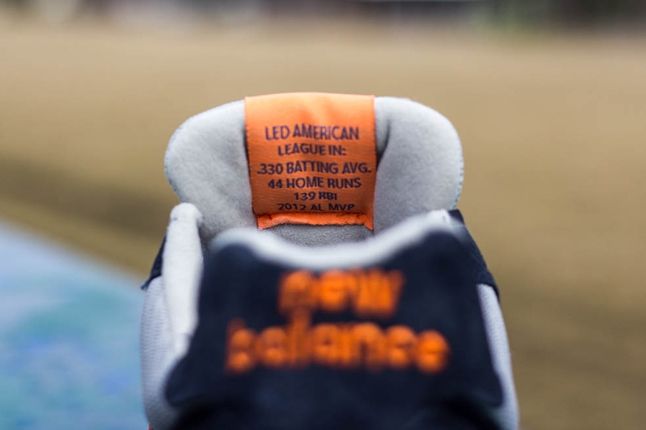 LED AMERICAN
LEAGUE IN:
.330 BATTING AVG.
44 HOME RUNS
139 RBI
2012 AL MVP
new
balance